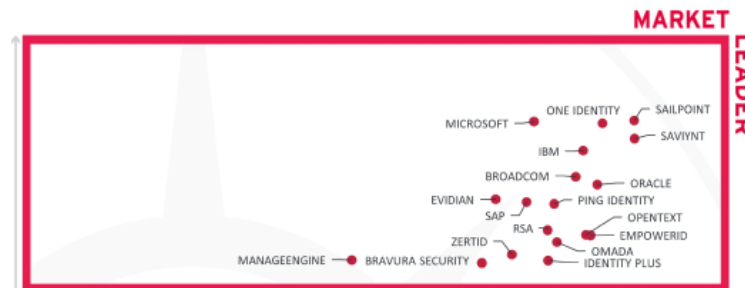 MARKET
LEADER
ONE IDENTITY
SAILPOINT
MICROSOFT
SAVIYNT
IBM
BROADCOM
ORACLE
EVIDIAN
PING IDENTITY
SAP
OPENTEXT
RSA
EMPOWERID
ZERTID
OMADA
MANAGEENGINE
BRAVURA SECURITY
IDENTITY PLUS